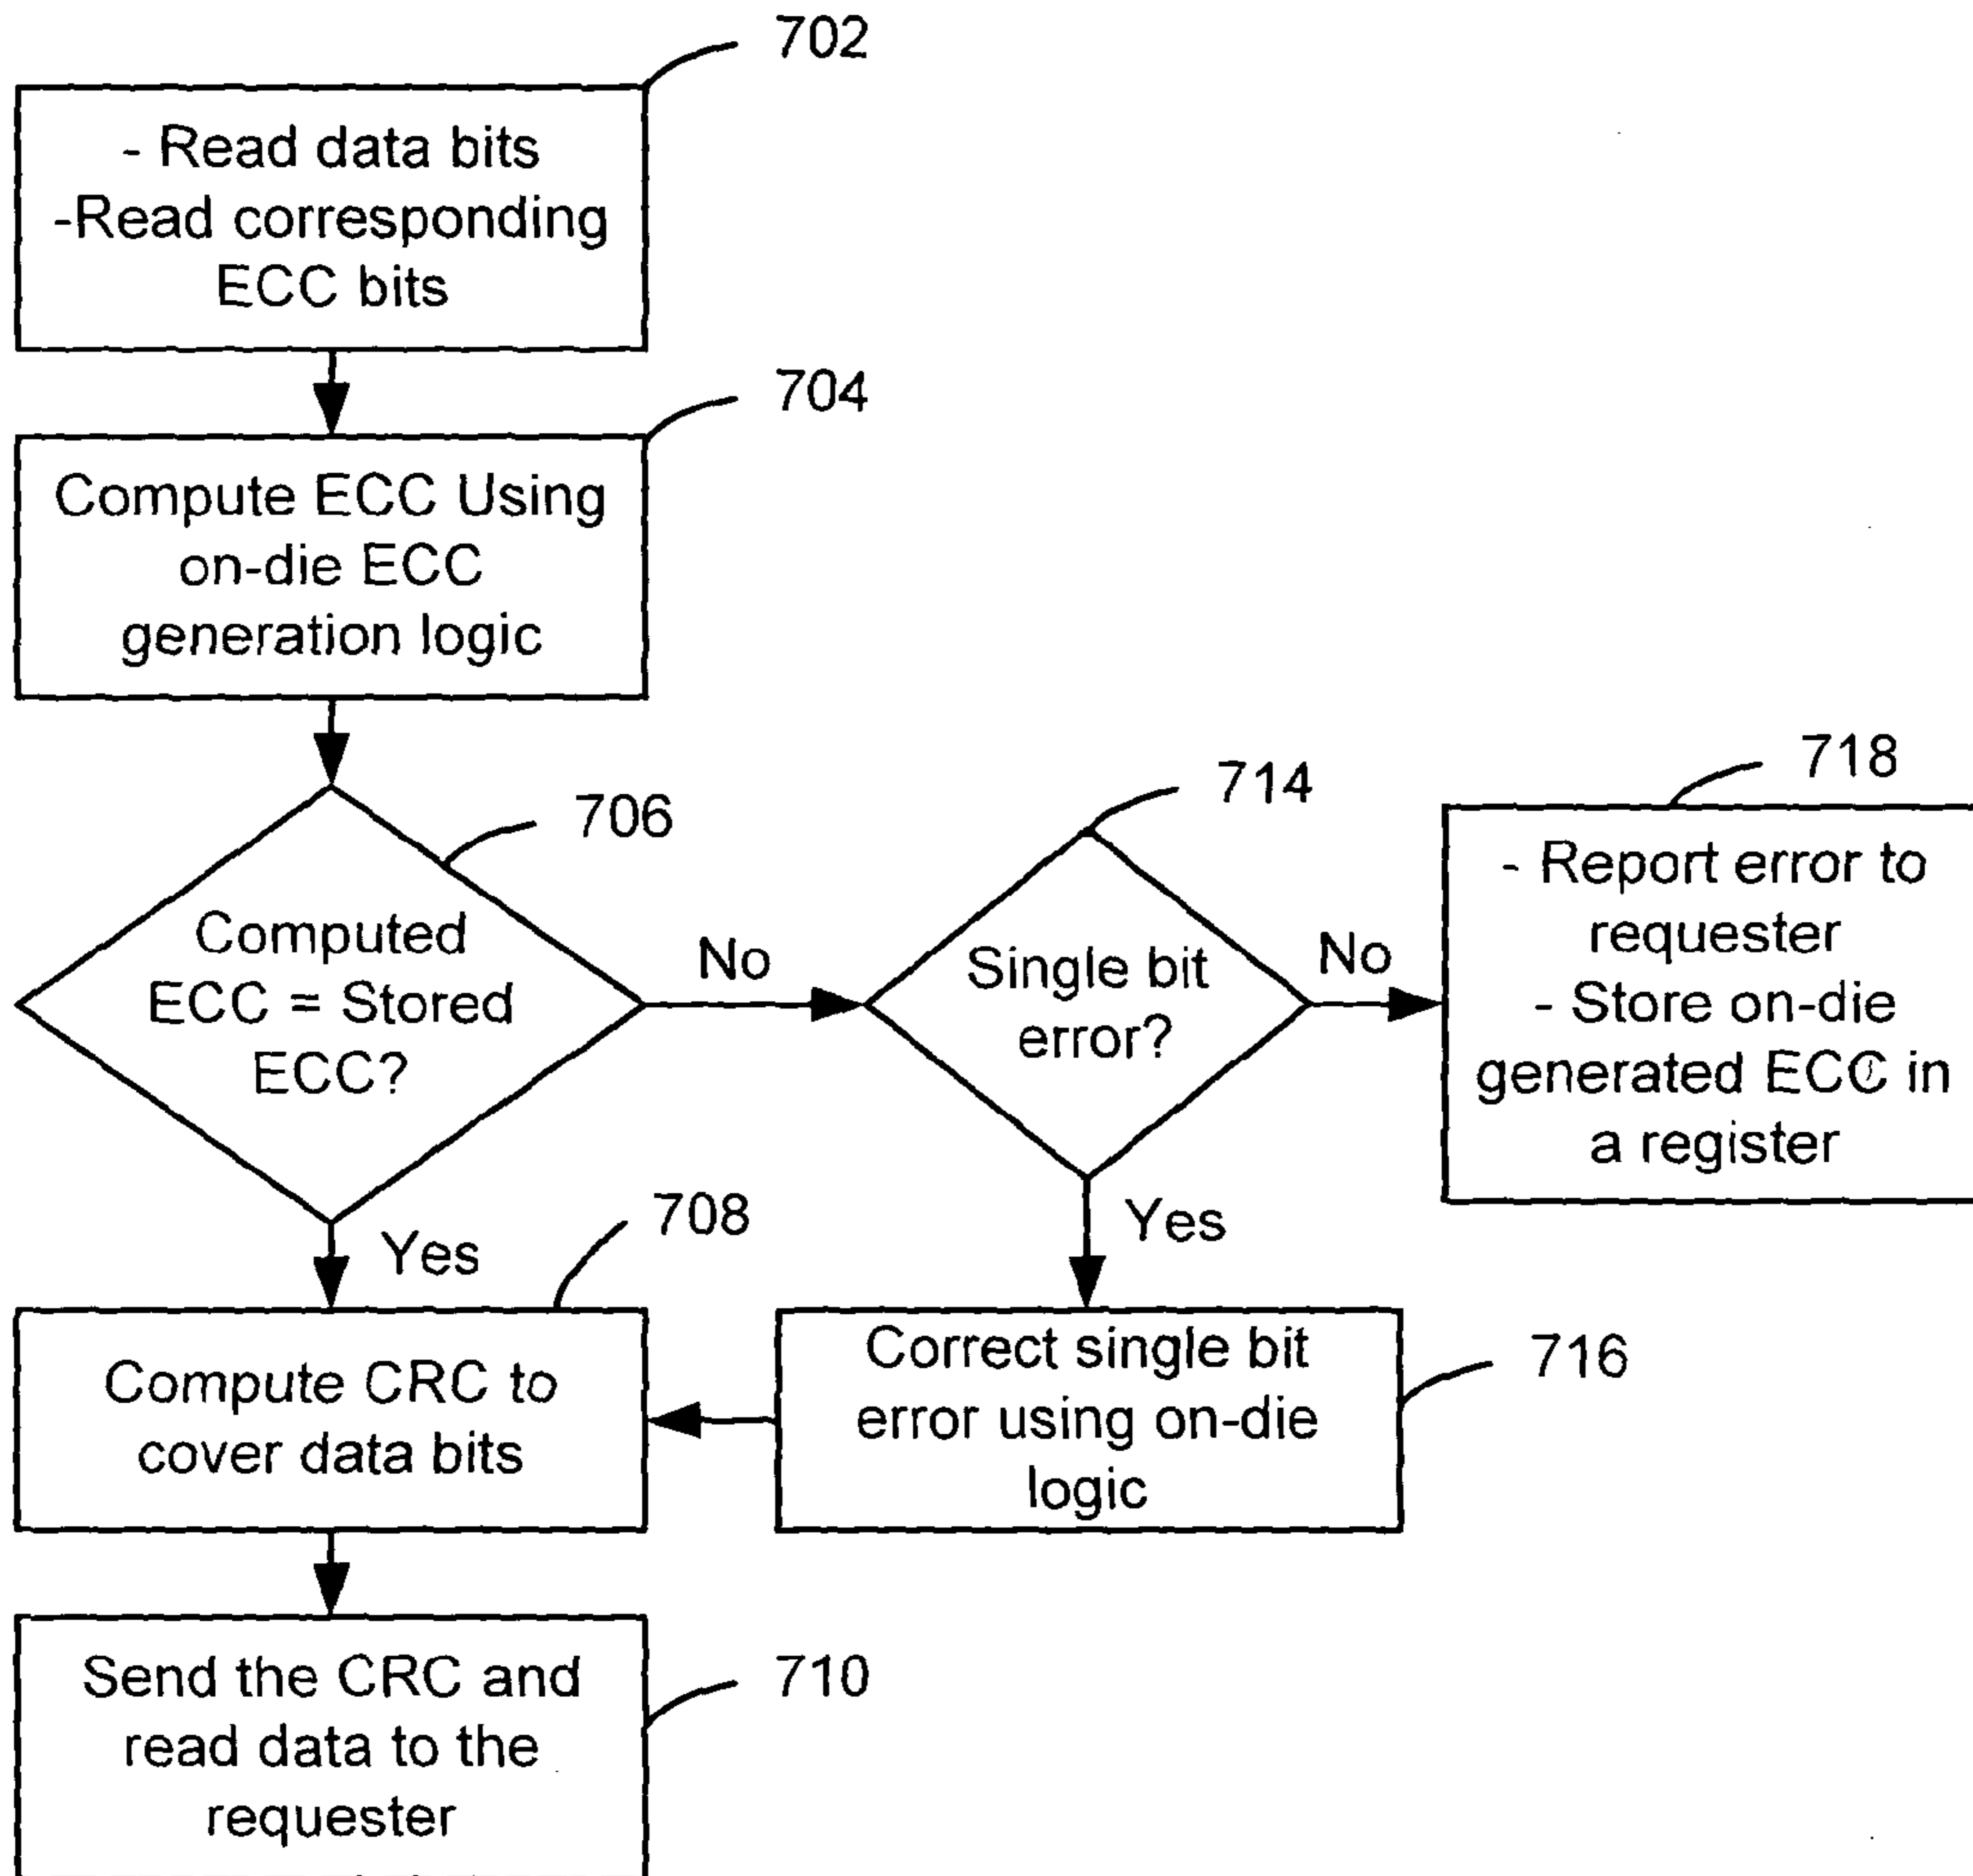 702
- Read data bits
-Read corresponding
ECC bits
704
Compute ECC Using
on-die ECC
generation logic
706
Computed
ECC = Stored
ECC?
No
714
Single bit
error?
No
718
- Report error to
requester
- Store on-die
generated ECC in
a register
Yes
708
Compute CRC to
cover data bits
Yes
Correct single bit
error using on-die
logic
716
Send the CRC and
read data to the
requester
710